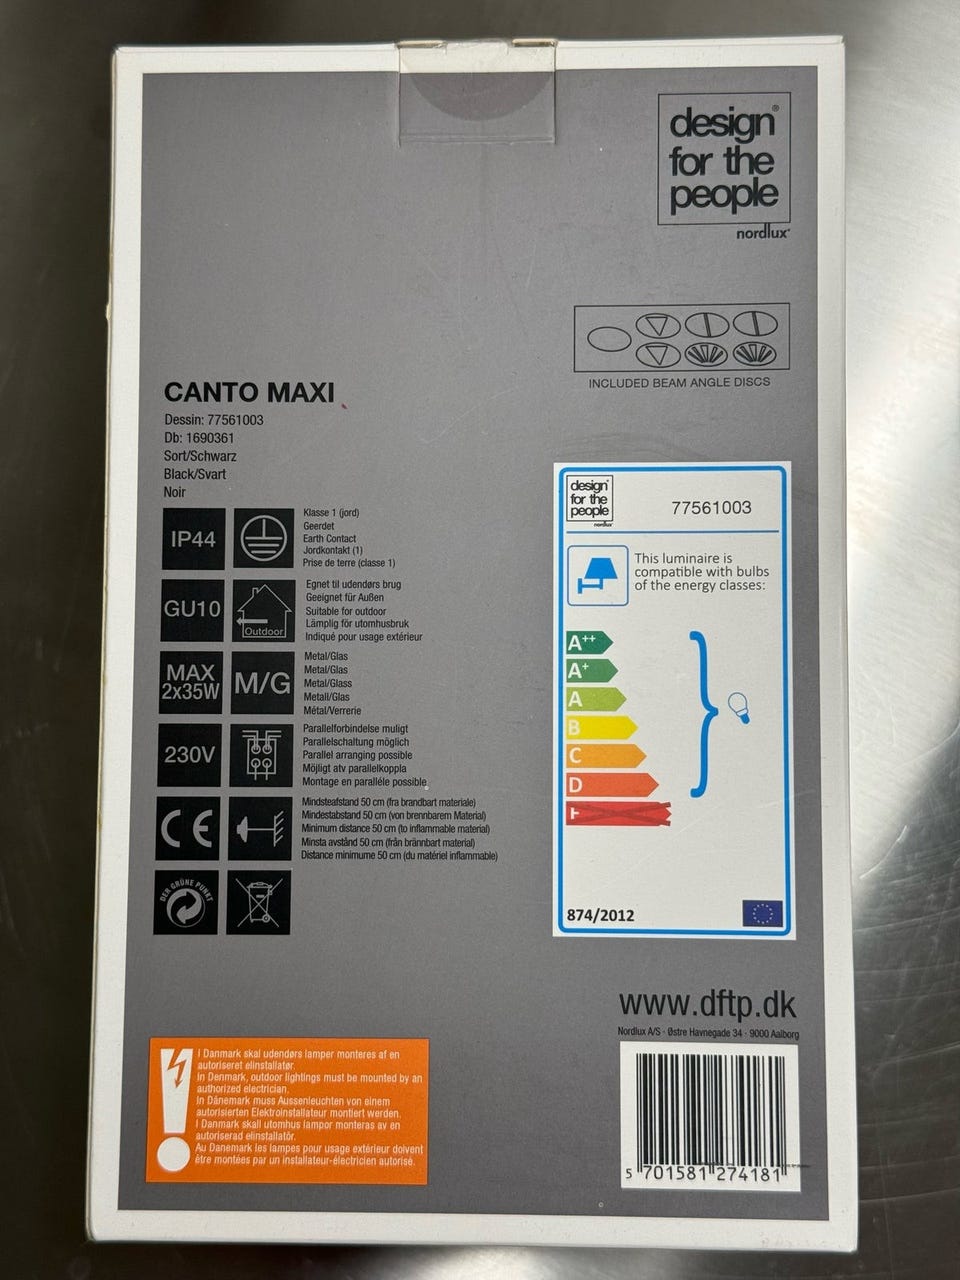 design®
for the
people
nordlux®
INCLUDED BEAM ANGLE DISCS
CANTO MAXI
Dessin: 77561003
Db: 1690361
Sort/Schwarz
Black/Svart
Noir
IP44
Klasse 1 (jord)
Geerdet
Earth Contact
Jordkontakt (1)
Prise de terre (classe 1)
GU10
Outdoor
Egnet til udendørs brug
Geeignet für Außen
Suitable for outdoor
Lämplig för utomhusbruk
Indiqué pour usage extérieur
MAX
2x35W
M/G
Metal/Glas
Metal/Glas
Metal/Glass
Metall/Glas
Métal/Verrerie
230V
Parallelforbindelse muligt
Parallelschaltung möglich
Parallel arranging possible
Möjligt atv parallelkoppla
Montage en parallèle possible
CE
Mindsteafstand 50 cm (fra brandbart materiale)
Mindestabstand 50 cm (von brennbarem Material)
Minimum distance 50 cm (to inflammable material)
Minsta avstånd 50 cm (från brännbart material)
Distance minimume 50 cm (du matériel inflammable)
DER GRÜNE PUNKT
design
for the
people
nordlux
77561003
This luminaire is
compatible with bulbs
of the energy classes:
A++
A+
A
B
C
D
874/2012
www.dftp.dk
Nordlux A/S - Østre Havnegade 34 - 9000 Aalborg
I Danmark skal udendørs lamper monteres af en
autoriseret elinstallatør.
In Denmark, outdoor lightings must be mounted by an
authorized electrician.
In Dänemark muss Aussenleuchten von einem
autorisierten Elektroinstallateur montiert werden.
I Danmark skall utomhus lampor monteras av en
autoriserad elinstallatör.
Au Danemark les lampes pour usage extérieur doivent
être montées par un installateur-électricien autorisé.
5 701581 274181